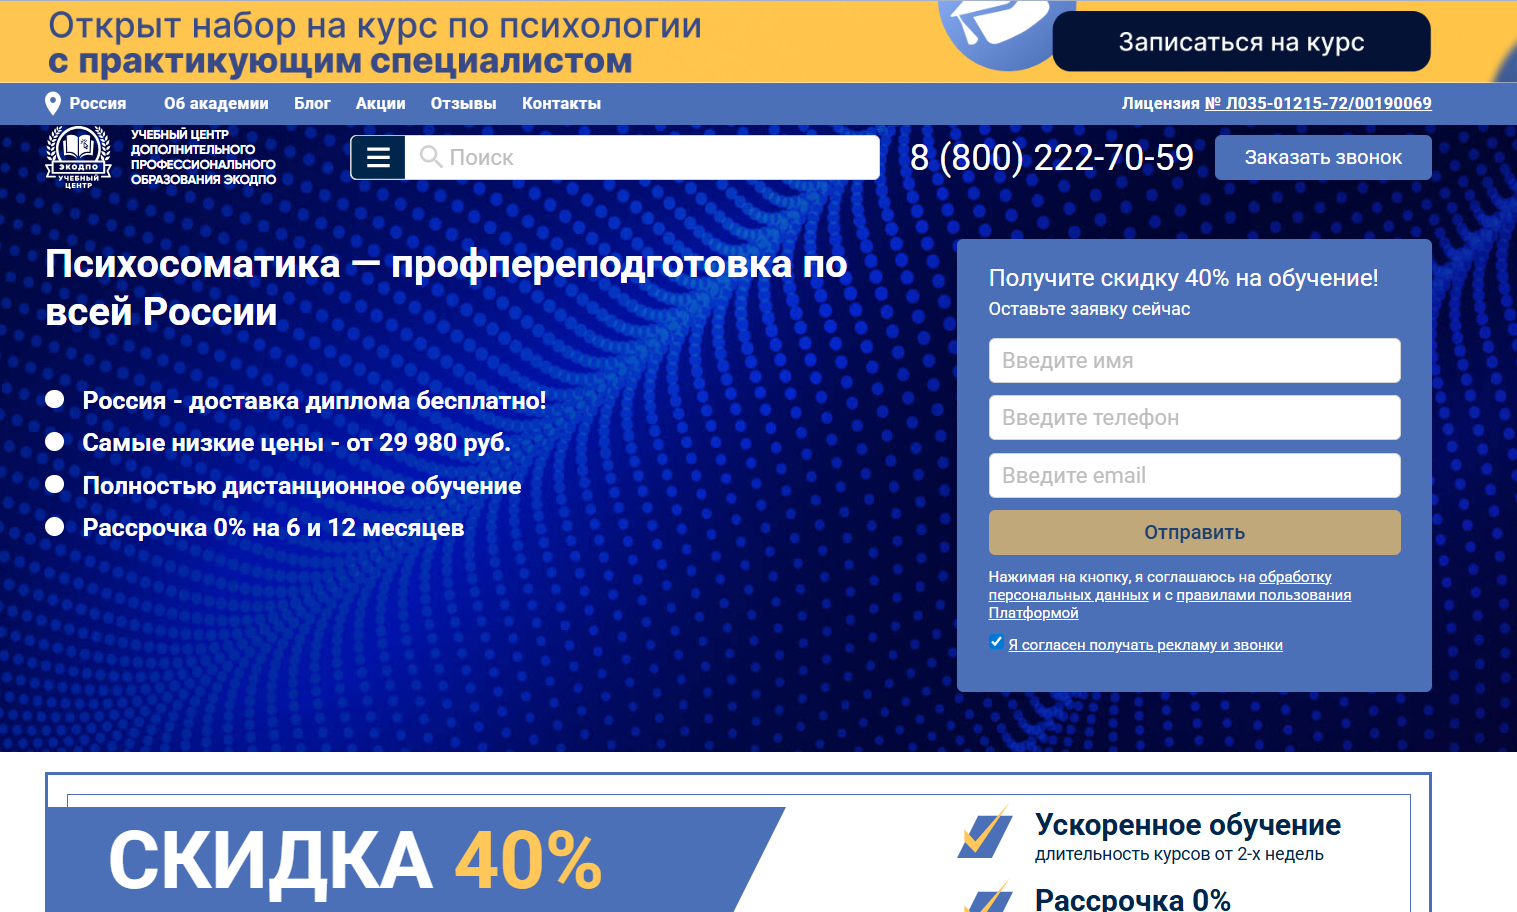 Открыт набор на курс по психологии
с практикующим специалистом
Записаться на курс
Россия
Об академии
Блог
Акции
Отзывы
Контакты
Лицензия № Л035-01215-72/00190069
ЭКОДПО
УЧЕБНЫЙ
ЦЕНТР
УЧЕБНЫЙ ЦЕНТР
ДОПОЛНИТЕЛЬНОГО
ПРОФЕССИОНАЛЬНОГО
ОБРАЗОВАНИЯ ЭКОДПО
Поиск
8 (800) 222-70-59
Заказать звонок
Психосоматика — профпереподготовка по
всей России
Россия - доставка диплома бесплатно!
Самые низкие цены - от 29 980 руб.
Полностью дистанционное обучение
Рассрочка 0% на 6 и 12 месяцев
Получите скидку 40% на обучение!
Оставьте заявку сейчас
Введите имя
Введите телефон
Введите email
Отправить
Нажимая на кнопку, я соглашаюсь на обработку
персональных данных и с правилами пользования
Платформой
Я согласен получать рекламу и звонки
СКИДКА 40%
Ускоренное обучение
длительность курсов от 2-х недель
Рассрочка 0%